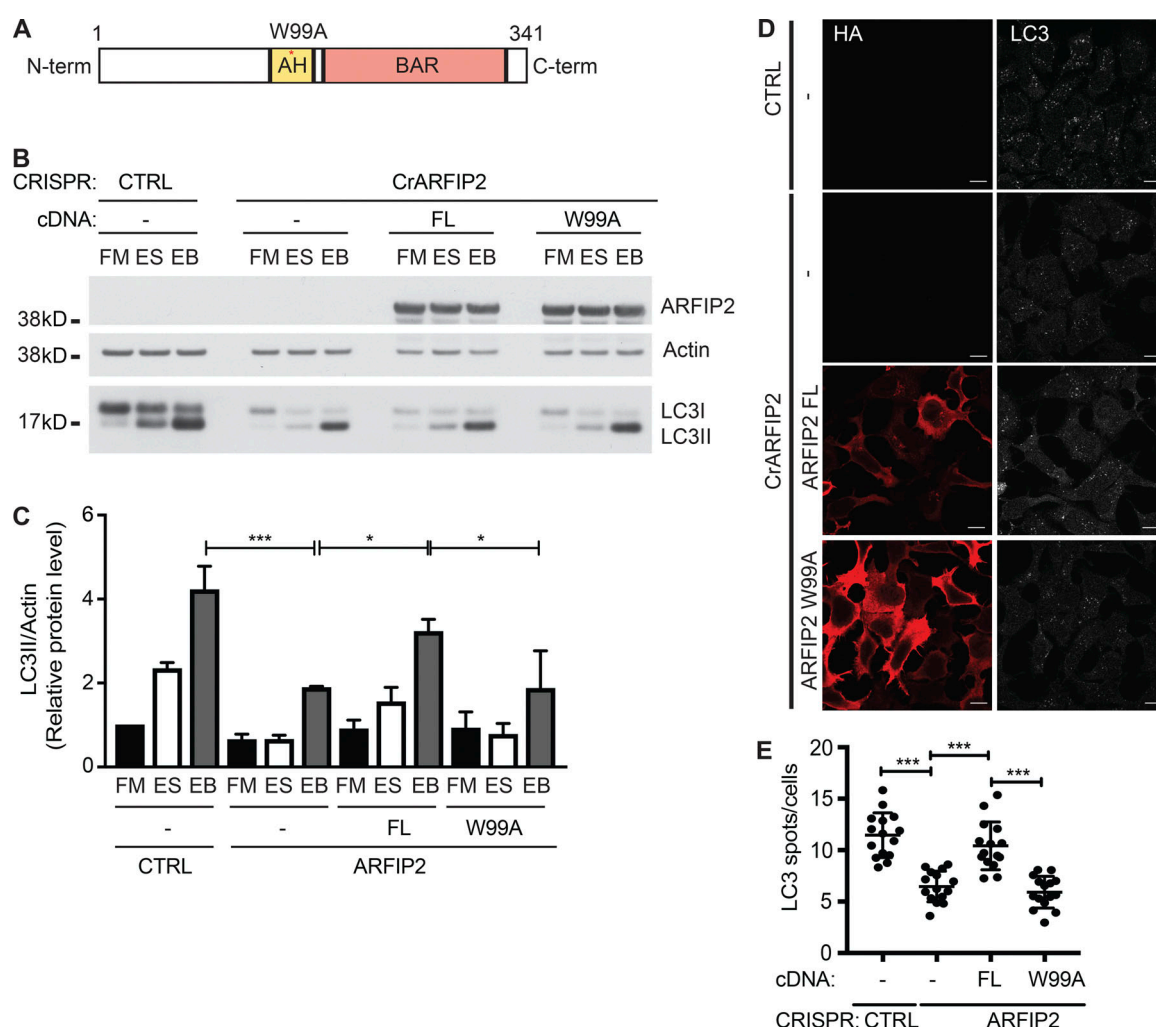 A
W99A
1
341
N-term
*
AH
BAR
C-term
B
CRISPR:
CTRL
CrARFIP2
cDNA:
-
-
FL
W99A
FM ES EB
FM ES EB
FM ES EB
FM ES EB
38kD
ARFIP2
38kD
Actin
17kD
LC3I
LC3II
C
LC3II/Actin
(Relative protein level)
6
4
2
0
***
*
*
FM ES EB FM ES EB FM ES EB FM ES EB
-
-
FL
W99A
CTRL
ARFIP2
D
HA
LC3
CTRL
-
CrARFIP2
-
ARFIP2 FL
ARFIP2 W99A
E
LC3 spots/cells
20
15
10
5
0
***
***
***
cDNA:
-
-
FL
W99A
CRISPR: CTRL
ARFIP2